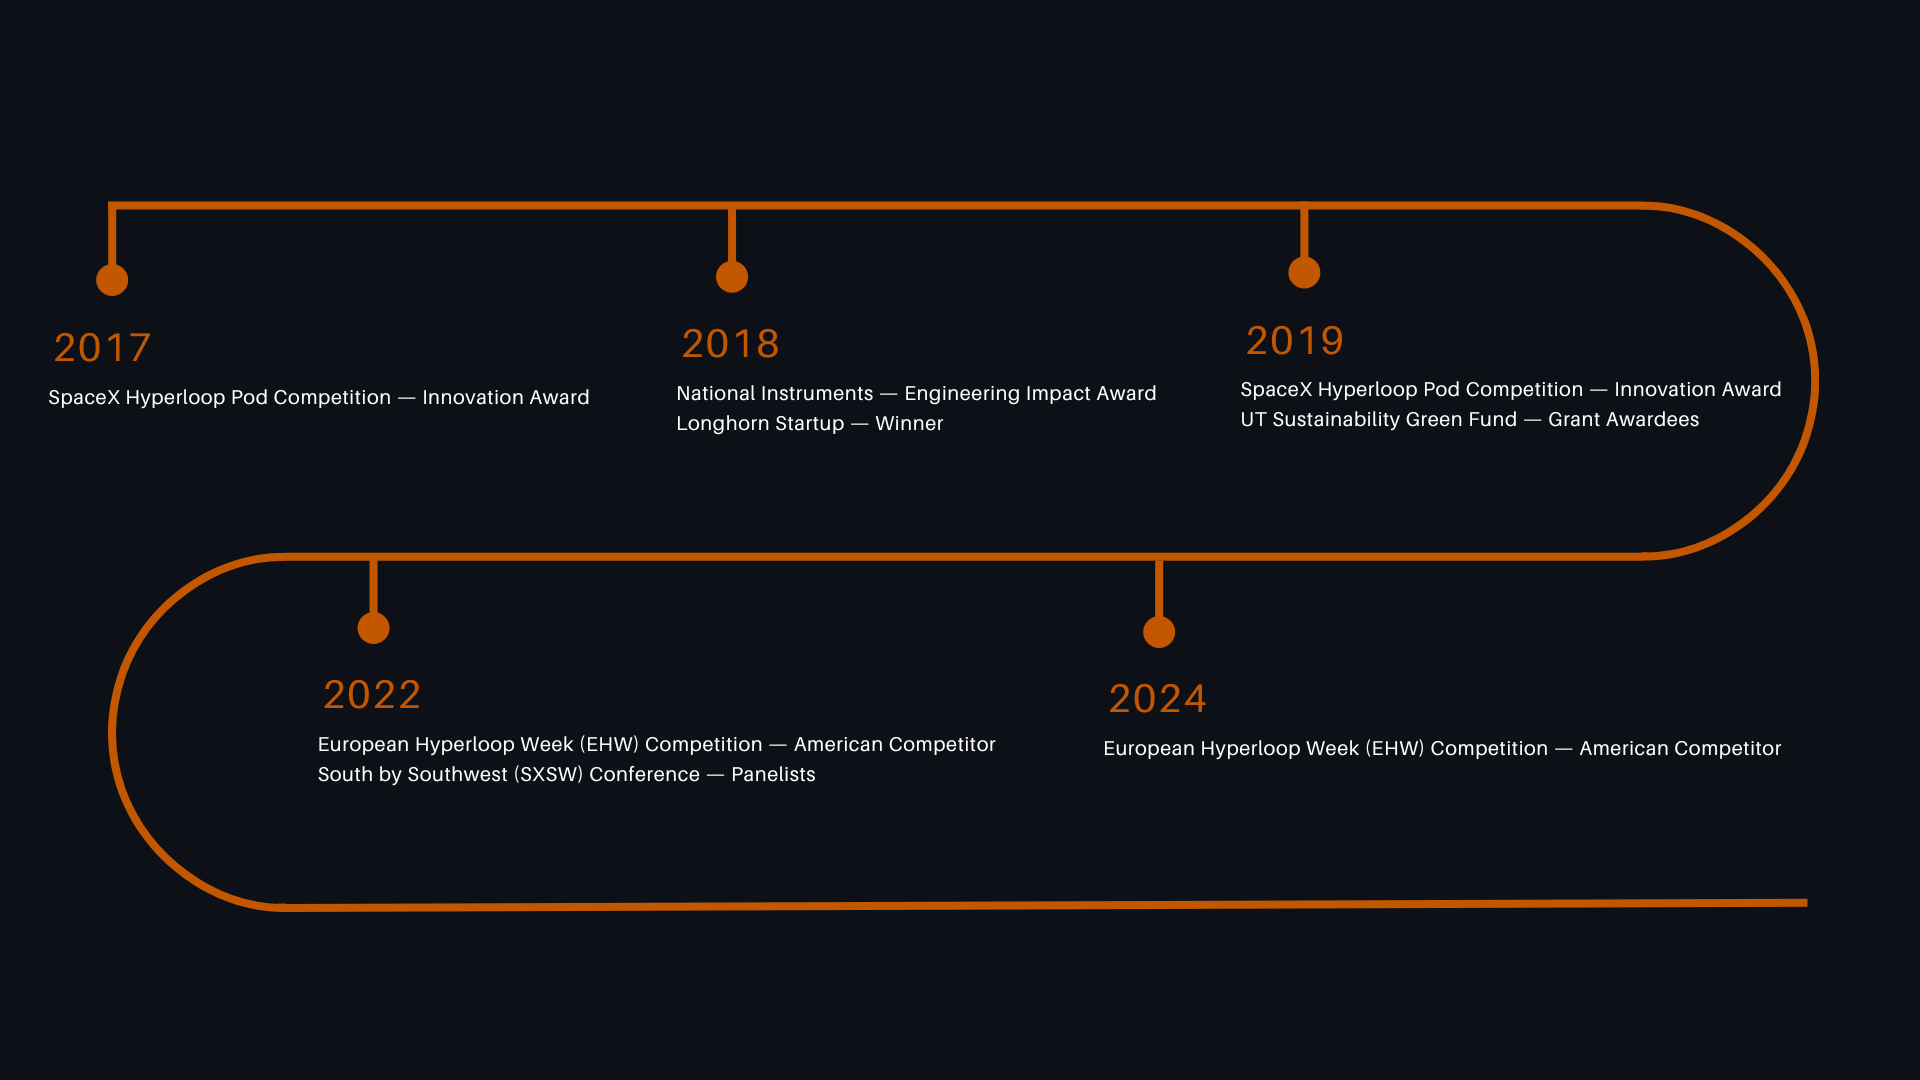 2017
SpaceX Hyperloop Pod Competition — Innovation Award
2018
National Instruments — Engineering Impact Award
Longhorn Startup — Winner
2019
SpaceX Hyperloop Pod Competition — Innovation Award
UT Sustainability Green Fund — Grant Awardees
2022
European Hyperloop Week (EHW) Competition — American Competitor
South by Southwest (SXSW) Conference — Panelists
2024
European Hyperloop Week (EHW) Competition — American Competitor